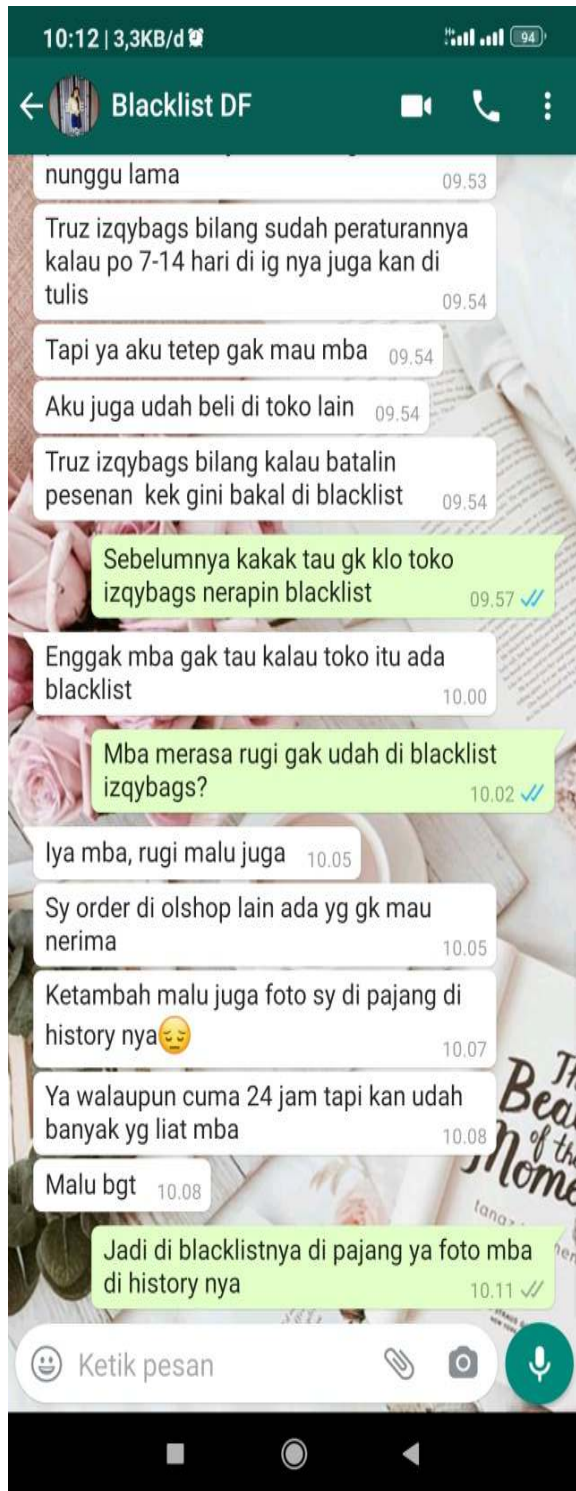 10:12 | 3,3KB/d
94
Blacklist DF
nunggu lama
09.53
Truz izqybags bilang sudah peraturannya
kalau po 7-14 hari di ig nya juga kan di
tulis
09.54
Tapi ya aku tetep gak mau mba 09.54
Aku juga udah beli di toko lain 09.54
Truz izqybags bilang kalau batalin
pesenan kek gini bakal di blacklist 09.54
Sebelumnya kakak tau gk klo toko
izqybags nerapin blacklist 09.57
Enggak mba gak tau kalau toko itu ada
blacklist 10.00
Mba merasa rugi gak udah di blacklist
izqybags? 10.02
Iya mba, rugi malu juga 10.05
Sy order di olshop lain ada yg gk mau
nerima 10.05
Ketambah malu juga foto sy di pajang di
history nya😔 10.07
Ya walaupun cuma 24 jam tapi kan udah
banyak yg liat mba 10.08
Malu bgt 10.08
Jadi di blacklistnya di pajang ya foto mba
di history nya 10.11
Ketik pesan